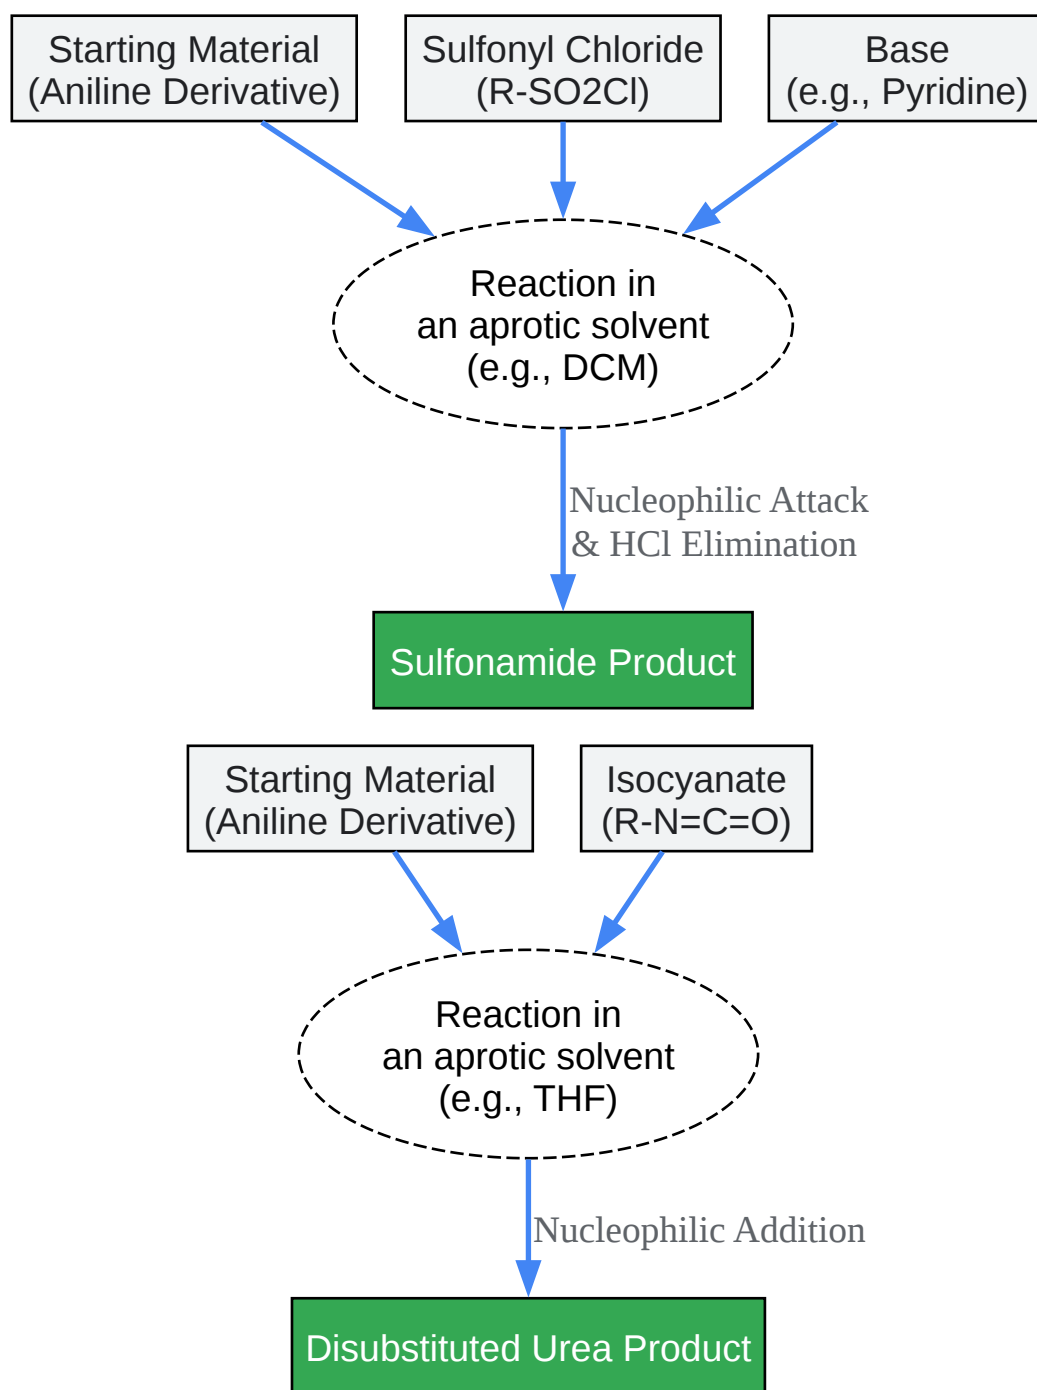 Starting Material
(Aniline Derivative)
Sulfonyl Chloride
(R-SO2Cl)
Base
(e.g., Pyridine)
Reaction in
an aprotic solvent
(e.g., DCM)
Nucleophilic Attack
& HCl Elimination
Sulfonamide Product
Starting Material
(Aniline Derivative)
Isocyanate
(R-N=C=O)
Reaction in
an aprotic solvent
(e.g., THF)
Nucleophilic Addition
Disubstituted Urea Product